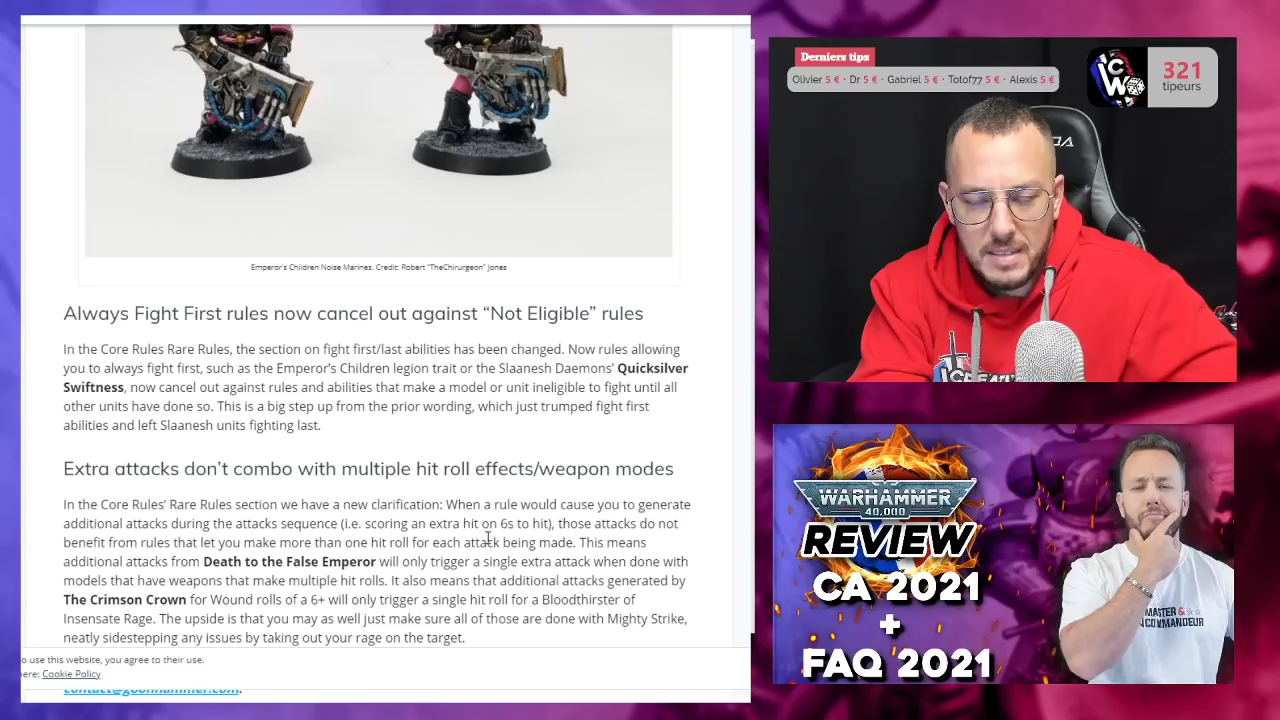 Emperor's Children Noise Marines. Credit: Robert "TheChirurgeon" Jones
Always Fight First rules now cancel out against “Not Eligible” rules
In the Core Rules Rare Rules, the section on fight first/last abilities has been changed. Now rules allowing
you to always fight first, such as the Emperor’s Children legion trait or the Slaanesh Daemons’ Quicksilver
Swiftness, now cancel out against rules and abilities that make a model or unit ineligible to fight until all
other units have done so. This is a big step up from the prior wording, which just trumped fight first
abilities and left Slaanesh units fighting last.
Extra attacks don’t combo with multiple hit roll effects/weapon modes
In the Core Rules’ Rare Rules section we have a new clarification: When a rule would cause you to generate
additional attacks during the attacks sequence (i.e. scoring an extra hit on 6s to hit), those attacks do not
benefit from rules that let you make more than one hit roll for each attack being made. This means
additional attacks from Death to the False Emperor will only trigger a single extra attack when done with
models that have weapons that make multiple hit rolls. It also means that additional attacks generated by
The Crimson Crown for Wound rolls of a 6+ will only trigger a single hit roll for a Bloodthirster of
Insensate Rage. The upside is that you may as well just make sure all of those are done with Mighty Strike,
neatly sidestepping any issues by taking out your rage on the target.
o use this website, you agree to their use.
ere: Cookie Policy
contact@goonhammer.com.
Derniers tips
Olivier 5 € · Dr 5 € · Gabriel 5 € · Totof77 5 € · Alexis 5 €
CW
321
tipeurs
WARHAMMER
40,000
REVIEW
CA 2021
+
FAQ 2021
MASTER &
COMMANDEUR